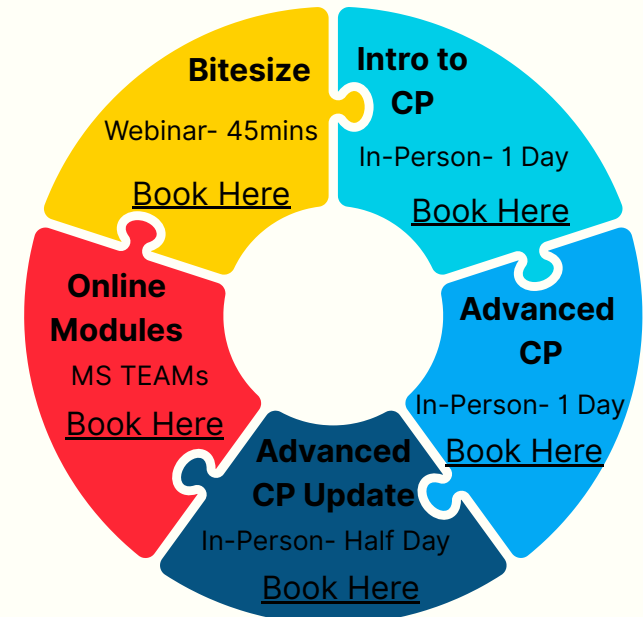 Bitesize
Webinar- 45mins
Book Here
Intro to
CP
In-Person- 1 Day
Book Here
Advanced
CP
In-Person- 1 Day
Book Here
Advanced
CP Update
In-Person- Half Day
Book Here
Online
Modules
MS TEAMs
Book Here